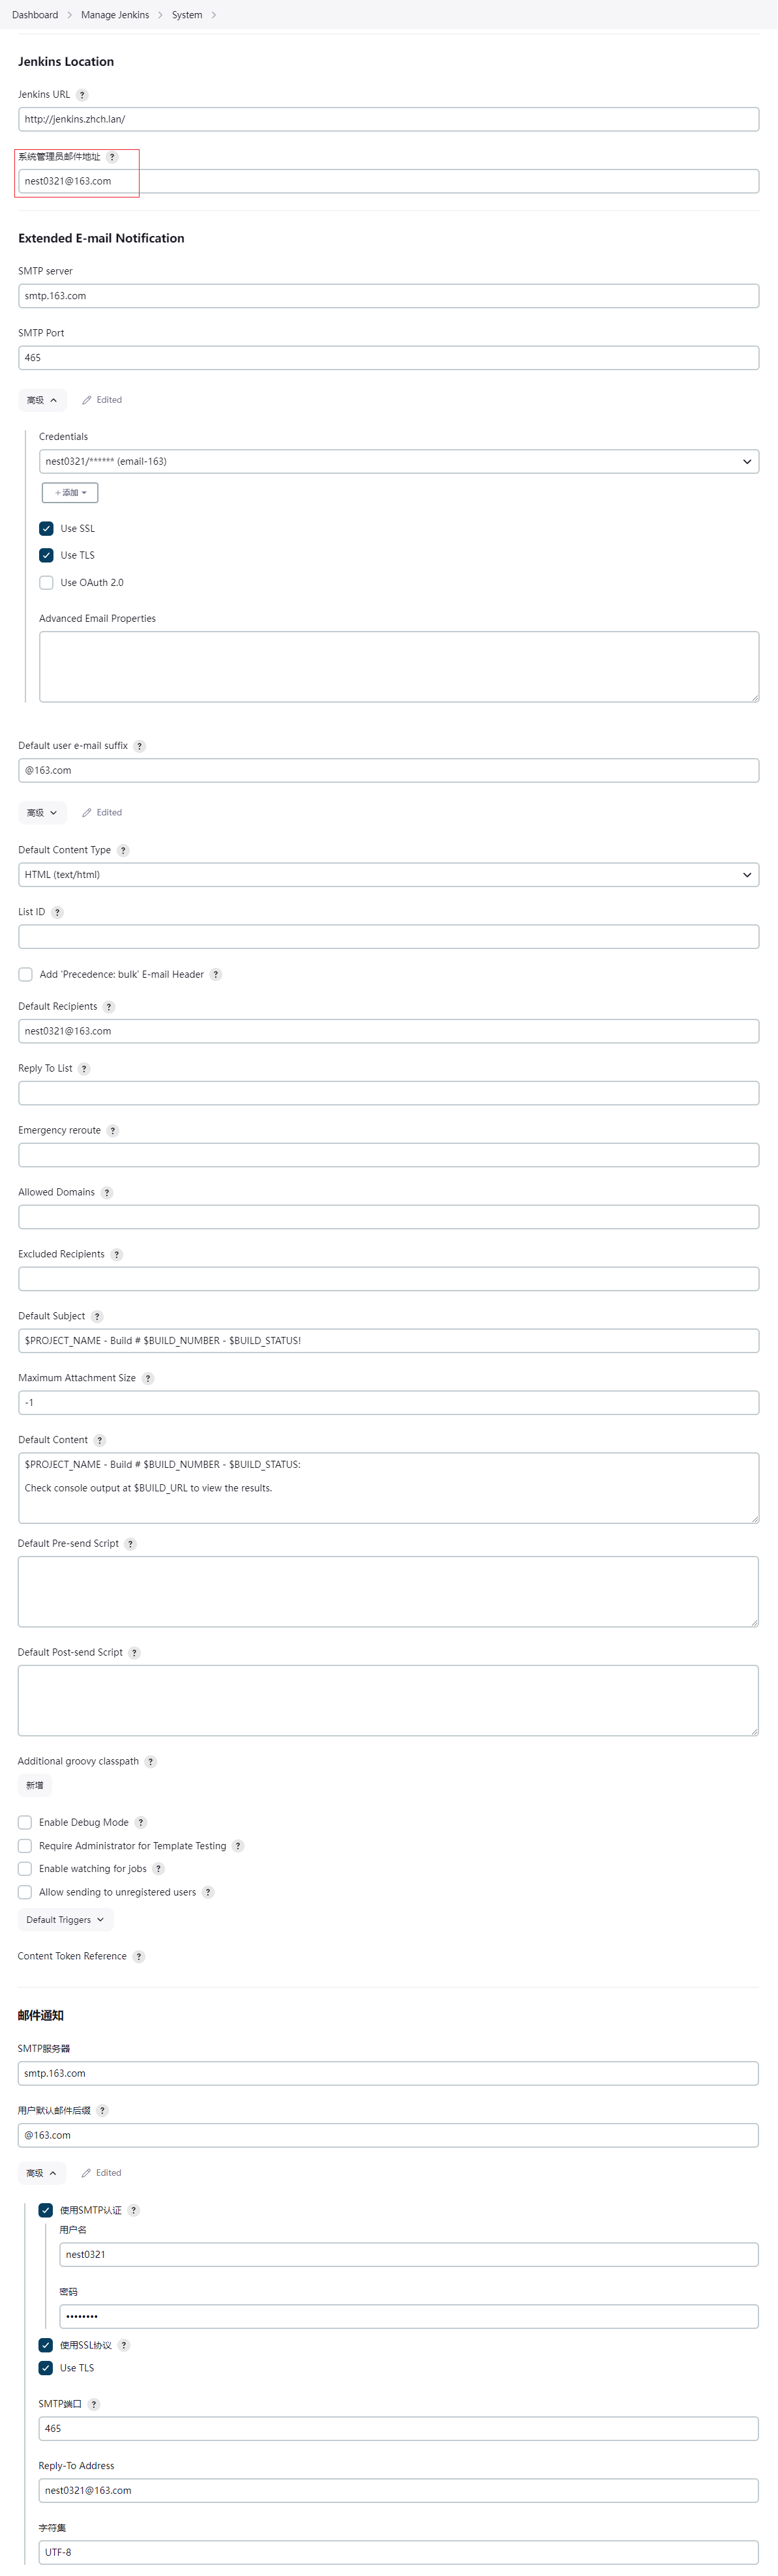 Dashboard > Manage Jenkins > System >
Jenkins Location
Jenkins URL ?
http://jenkins.zhch.lan/
系统管理员邮件地址 ?
nest0321@163.com
Extended E-mail Notification
SMTP server
smtp.163.com
SMTP Port
465
高级 Edited
Credentials
nest0321/****** (email-163)
+添加
Use SSL
Use TLS
Use OAuth 2.0
Advanced Email Properties
Default user e-mail suffix ?
@163.com
高级 Edited
Default Content Type ?
HTML (text/html)
List ID ?
Add 'Precedence: bulk' E-mail Header ?
Default Recipients ?
nest0321@163.com
Reply To List ?
Emergency reroute ?
Allowed Domains ?
Excluded Recipients ?
Default Subject ?
$PROJECT_NAME - Build # $BUILD_NUMBER - $BUILD_STATUS!
Maximum Attachment Size ?
-1
Default Content ?
$PROJECT_NAME - Build # $BUILD_NUMBER - $BUILD_STATUS:
Check console output at $BUILD_URL to view the results.
Default Pre-send Script ?
Default Post-send Script ?
Additional groovy classpath ?
新增
Enable Debug Mode ?
Require Administrator for Template Testing ?
Enable watching for jobs ?
Allow sending to unregistered users ?
Default Triggers
Content Token Reference ?
邮件通知
SMTP服务器
smtp.163.com
用户默认邮件后缀 ?
@163.com
高级 Edited
使用SMTP认证 ?
用户名
nest0321
密码
••••••••
使用SSL协议 ?
Use TLS
SMTP端口 ?
465
Reply-To Address
nest0321@163.com
字符集
UTF-8